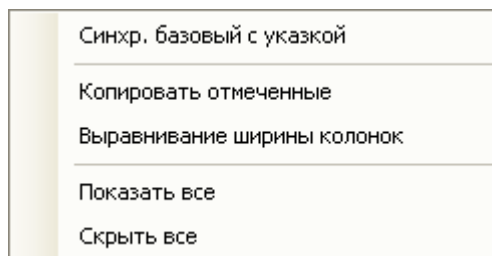 Синхр. базовый с указкой
Копировать отмеченные
Выравнивание ширины колонок
Показать все
Скрыть все